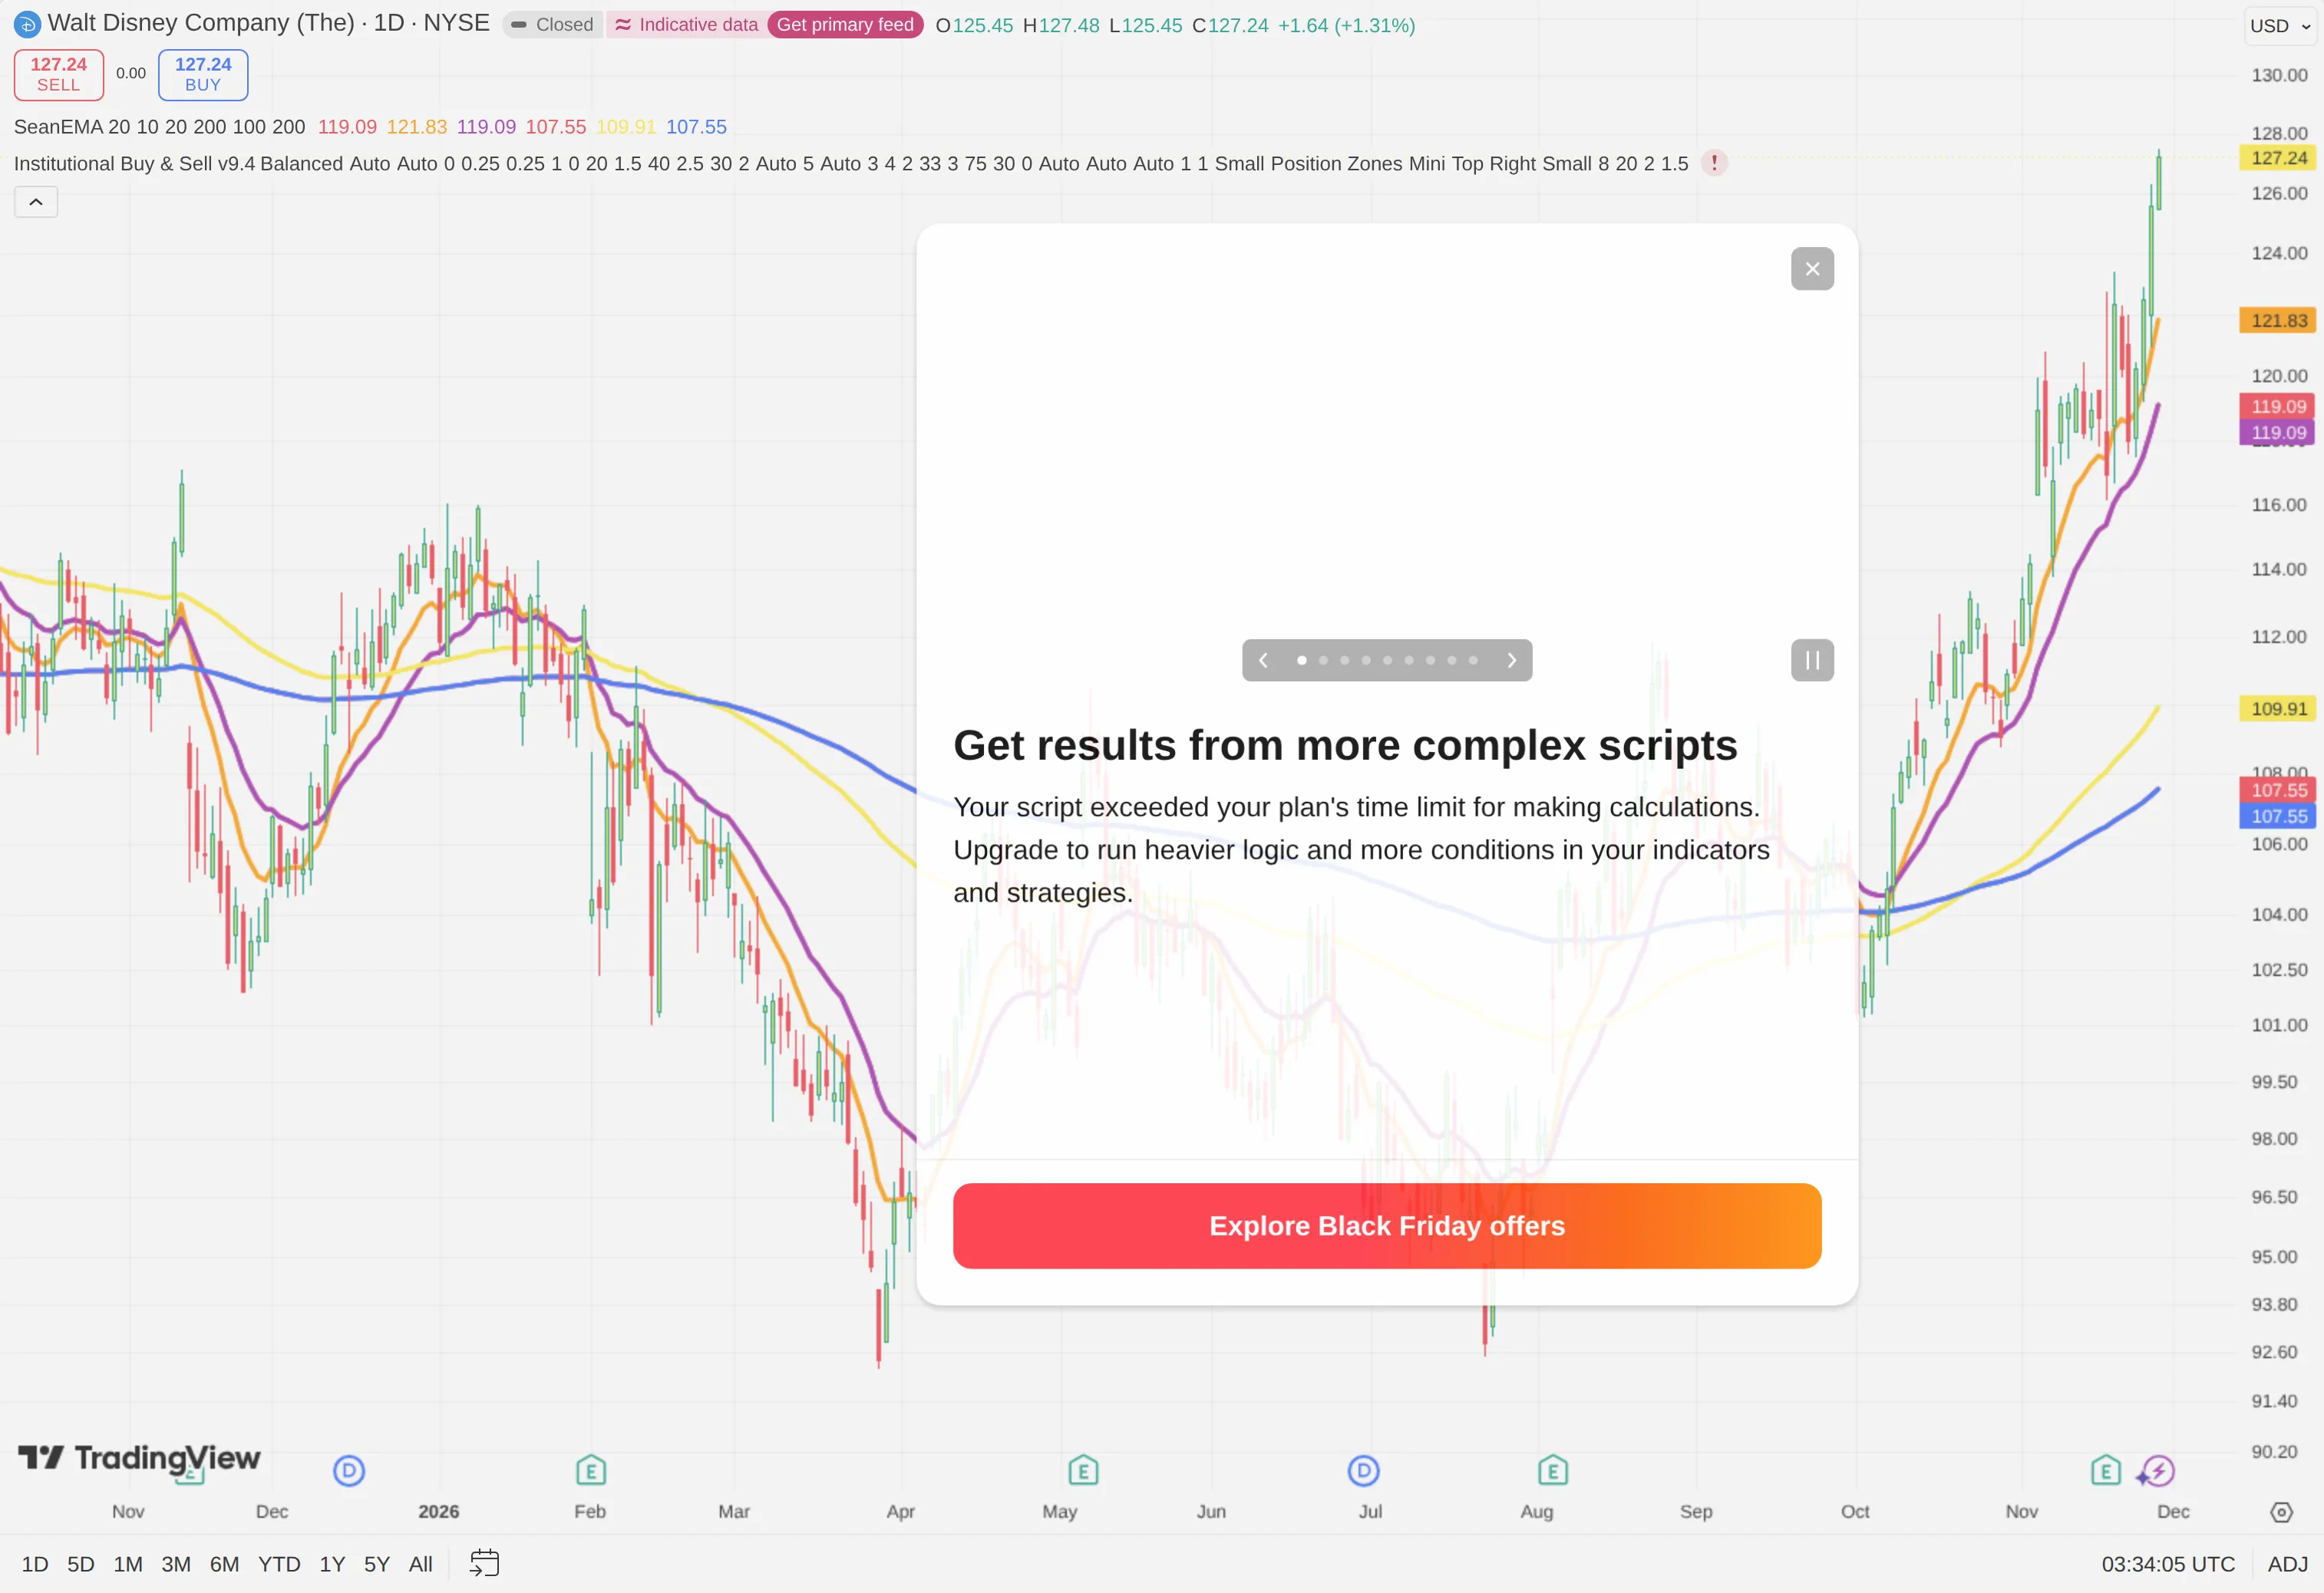 Walt Disney Company (The) · 1D · NYSE Closed Indicative data Get primary feed O125.45 H127.48 L125.45 C127.24 +1.64 (+1.31%) USD
127.24 SELL 0.00 127.24 BUY
SeanEMA 20 10 20 200 100 200 119.09 121.83 119.09 107.55 109.91 107.55
Institutional Buy & Sell v9.4 Balanced Auto Auto 0 0.25 0.25 1 0 20 1.5 40 2.5 30 2 Auto 5 Auto 3 4 2 33 3 75 30 0 Auto Auto Auto 1 1 Small Position Zones Mini Top Right Small 8 20 2 1.5 !
130.00
128.00
127.24
126.00
124.00
121.83
120.00
119.09
119.09
116.00
114.00
112.00
109.91
108.00
107.55
107.55
106.00
104.00
102.50
101.00
99.50
98.00
96.50
95.00
93.80
92.60
91.40
90.20
Get results from more complex scripts
Your script exceeded your plan's time limit for making calculations.
Upgrade to run heavier logic and more conditions in your indicators
and strategies.
Explore Black Friday offers
TradingView
E D E E D E E
Nov Dec 2026 Feb Mar Apr May Jun Jul Aug Sep Oct Nov Dec
1D 5D 1M 3M 6M YTD 1Y 5Y All 03:34:05 UTC ADJ